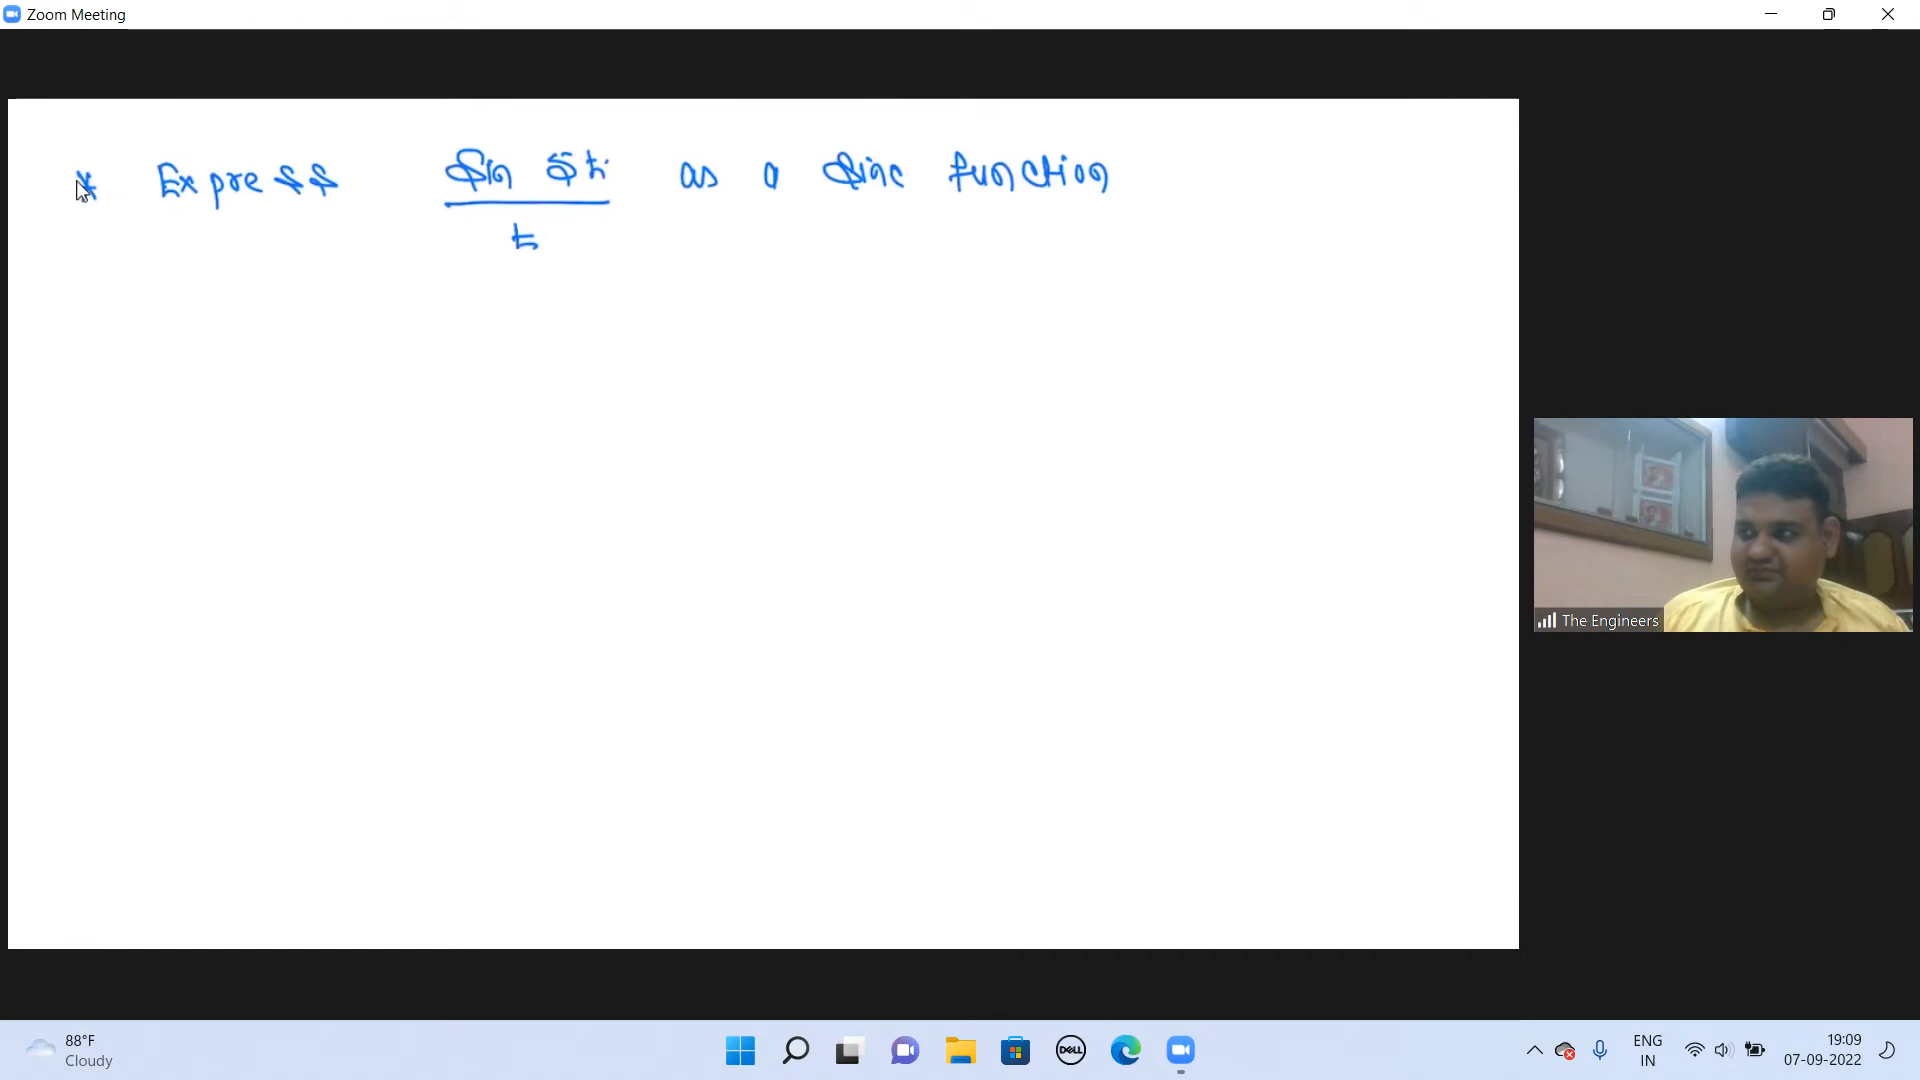 Zoom Meeting
* Express sin 5t as a sinc function
t
The Engineers
88°F
Cloudy
DELL
ENG
IN
19:09
07-09-2022